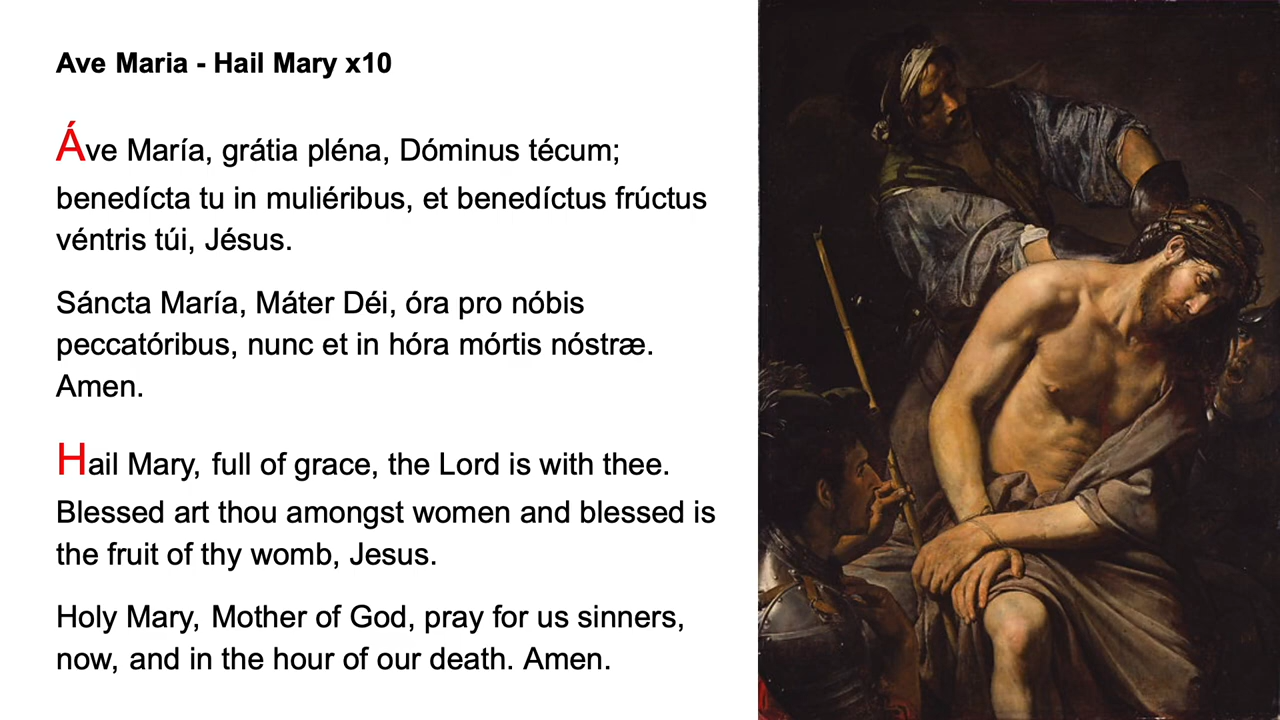 Ave Maria - Hail Mary x10
Áve María, grátia pléna, Dóminus técum;
benedícta tu in muliéribus, et benedíctus frúctus
véntris túi, Jésus.
Sáncta María, Máter Déi, óra pro nóbis
peccatóribus, nunc et in hóra mórtis nóstræ.
Amen.
Hail Mary, full of grace, the Lord is with thee.
Blessed art thou amongst women and blessed is
the fruit of thy womb, Jesus.
Holy Mary, Mother of God, pray for us sinners,
now, and in the hour of our death. Amen.